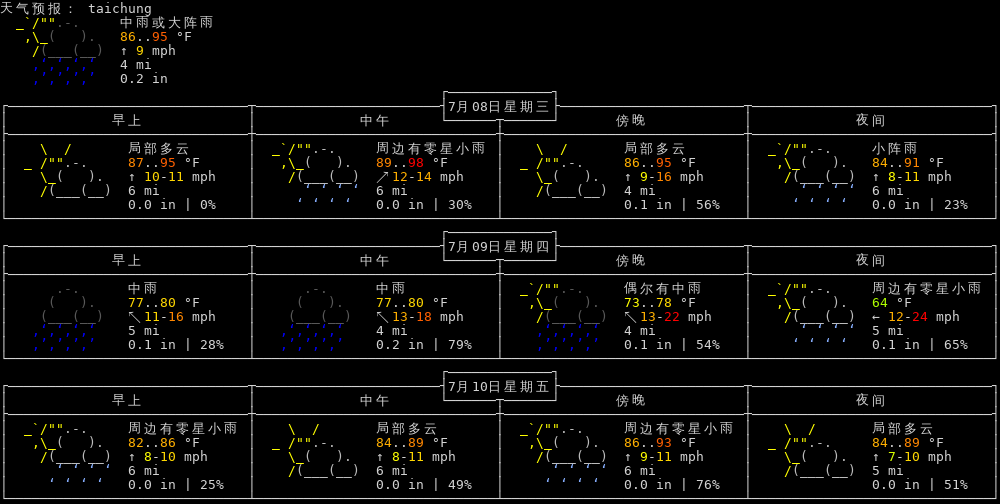 天气预报： taichung
中雨或大阵雨
86..95 °F
↑ 9 mph
4 mi
0.2 in
7月08日星期三
早上 中午 傍晚 夜间
局部多云 周边有零星小雨 局部多云 小阵雨
87..95 °F 89..98 °F 86..95 °F 84..91 °F
↑ 10-11 mph ↗ 12-14 mph ↑ 9-16 mph ↑ 8-11 mph
6 mi 6 mi 4 mi 6 mi
0.0 in | 0% 0.0 in | 30% 0.1 in | 56% 0.0 in | 23%
7月09日星期四
早上 中午 傍晚 夜间
中雨 中雨 偶尔有中雨 周边有零星小雨
77..80 °F 77..80 °F 73..78 °F 64 °F
↖ 11-16 mph ↖ 13-18 mph ↖ 13-22 mph ← 12-24 mph
5 mi 4 mi 4 mi 5 mi
0.1 in | 28% 0.2 in | 79% 0.1 in | 54% 0.1 in | 65%
7月10日星期五
早上 中午 傍晚 夜间
周边有零星小雨 局部多云 周边有零星小雨 局部多云
82..86 °F 84..89 °F 86..93 °F 84..89 °F
↑ 8-10 mph ↑ 8-11 mph ↑ 9-11 mph ↑ 7-10 mph
6 mi 6 mi 6 mi 5 mi
0.0 in | 25% 0.0 in | 49% 0.0 in | 76% 0.0 in | 51%